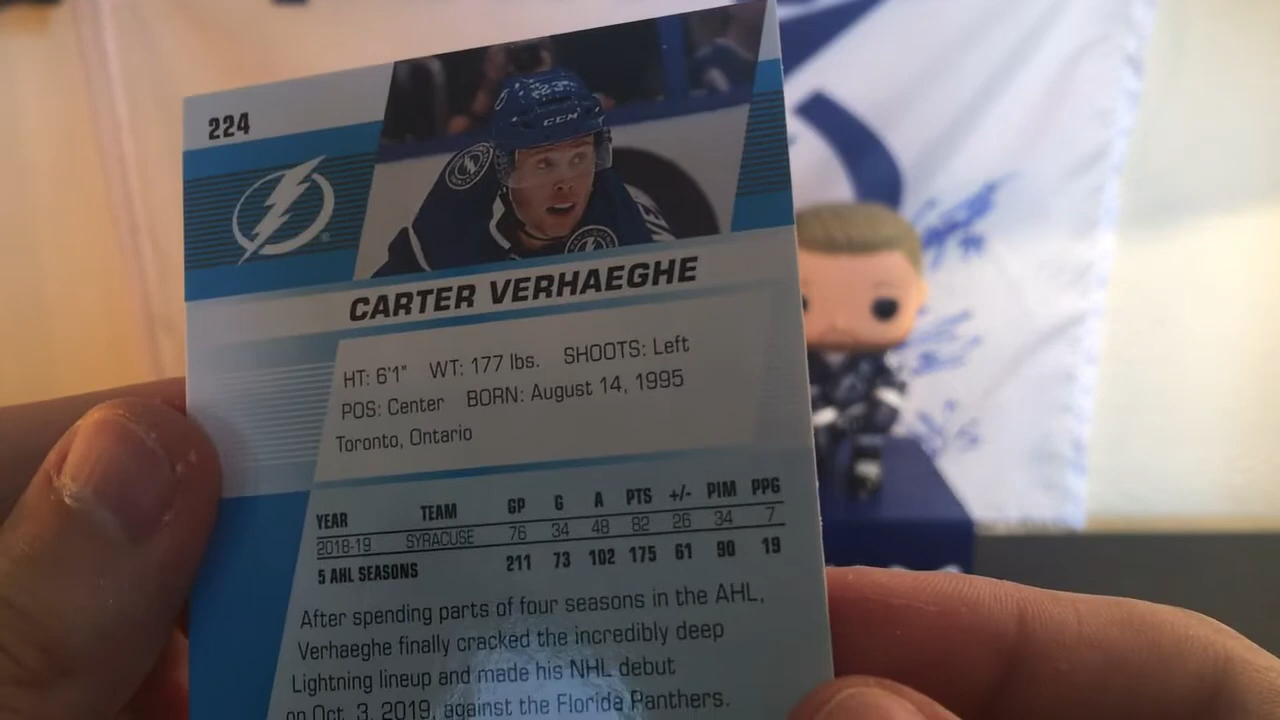 224
23
CCM
CARTER VERHAEGHE
HT: 6'1" WT: 177 lbs. SHOOTS: Left
POS: Center BORN: August 14, 1995
Toronto, Ontario
YEAR TEAM GP G A PTS +/- PIM PPG
2018-19 SYRACUSE 76 34 48 82 26 34 7
5 AHL SEASONS 211 73 102 175 61 90 19
After spending parts of four seasons in the AHL,
Verhaeghe finally cracked the incredibly deep
Lightning lineup and made his NHL debut
on Oct. 3, 2019, against the Florida Panthers.